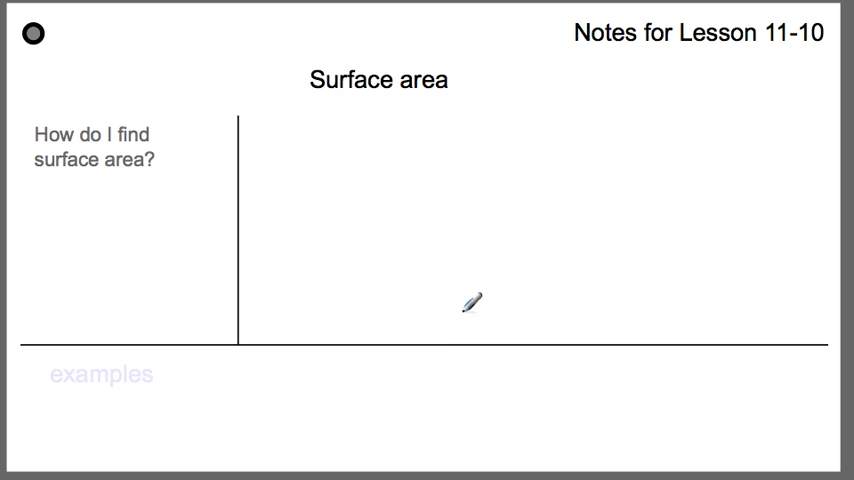 Notes for Lesson 11-10
Surface area
How do I find
surface area?
examples